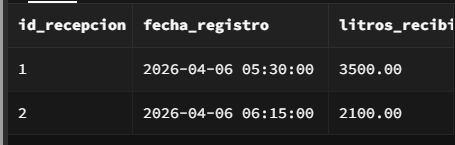 id_recepcion fecha_registro litros_recibi
1 2026-04-06 05:30:00 3500.00
2 2026-04-06 06:15:00 2100.00